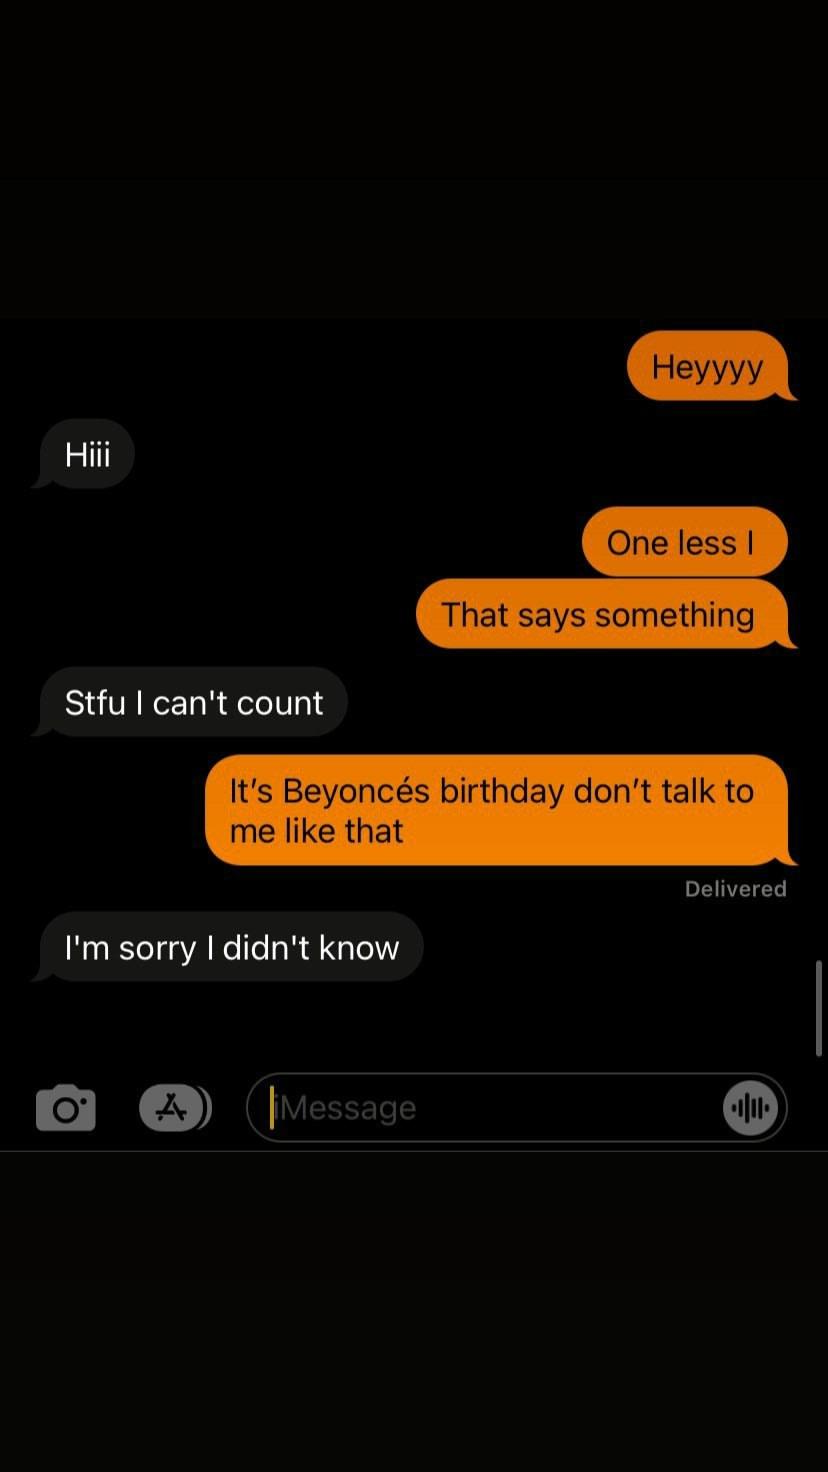 Heyyyy
Hiii
One less I
That says something
Stfu I can't count
It’s Beyoncés birthday don’t talk to
me like that
Delivered
I'm sorry I didn't know
iMessage